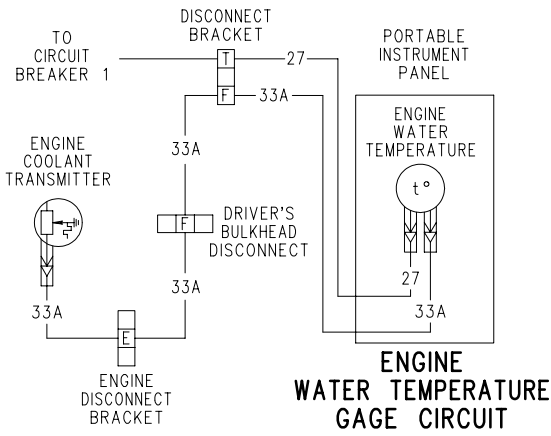 DISCONNECT
BRACKET
TO
CIRCUIT
BREAKER 1
T
27
F
33A
PORTABLE
INSTRUMENT
PANEL
ENGINE
WATER
TEMPERATURE
t°
ENGINE
COOLANT
TRANSMITTER
33A
F
DRIVER'S
BULKHEAD
DISCONNECT
33A
27
33A
33A
E
ENGINE
DISCONNECT
BRACKET
ENGINE
WATER TEMPERATURE
GAGE CIRCUIT